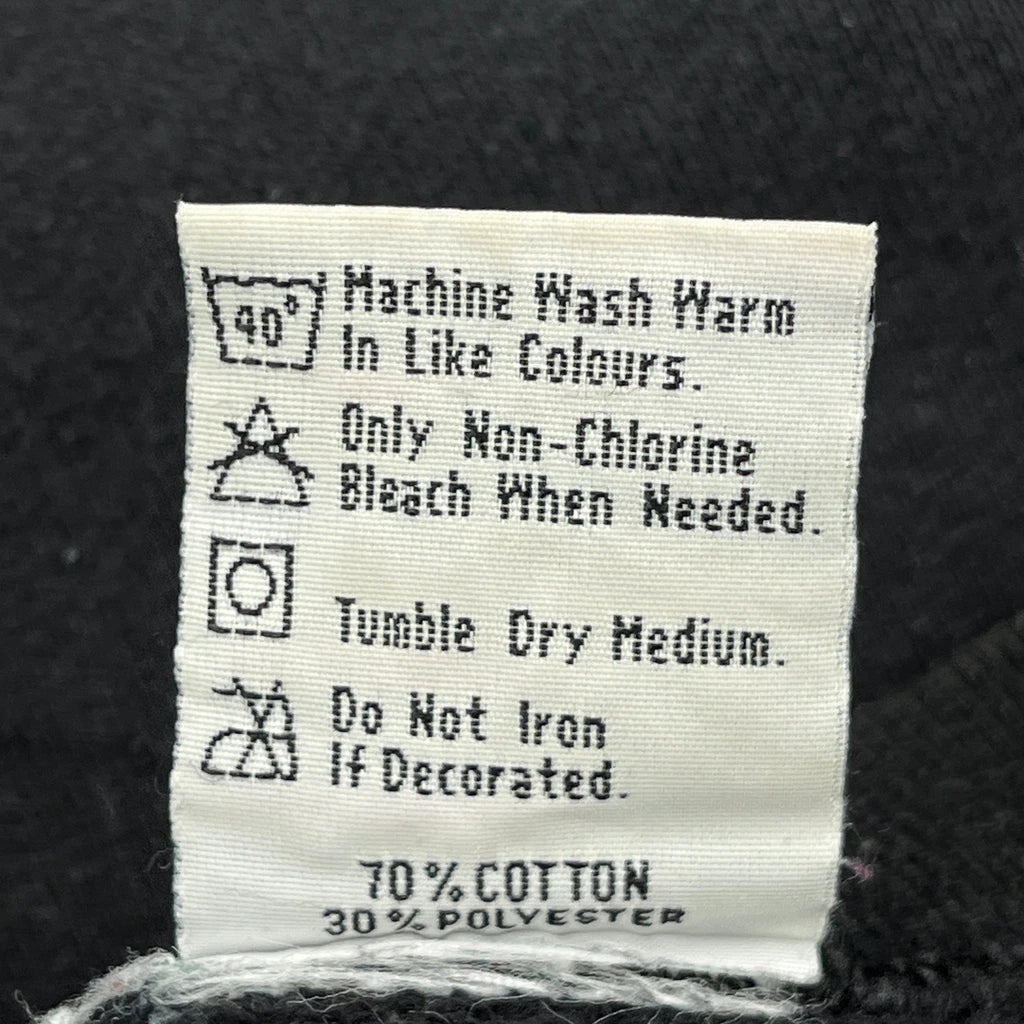 40° Machine Wash Warm
In Like Colours.
Only Non-Chlorine
Bleach When Needed.
Tumble Dry Medium.
Do Not Iron
If Decorated.
70% COTTON
30% POLYESTER